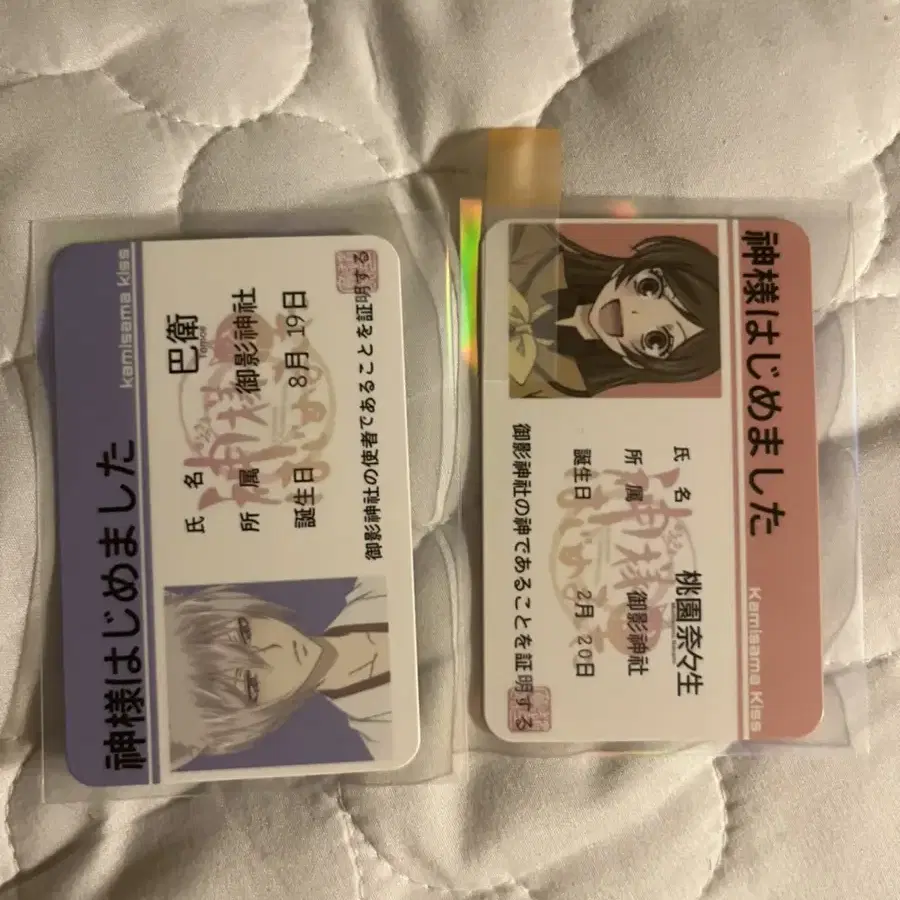 神様はじめました
kamisama kiss
氏 名 巴衛
Tomoe
所 属 御影神社
誕生日 8月 19日
御影神社の使者であることを証明する
神様はじめました
Kamisama Kiss
氏 名 桃園奈々生
所 属 御影神社
誕生日 2月 20日
御影神社の神であることを証明する